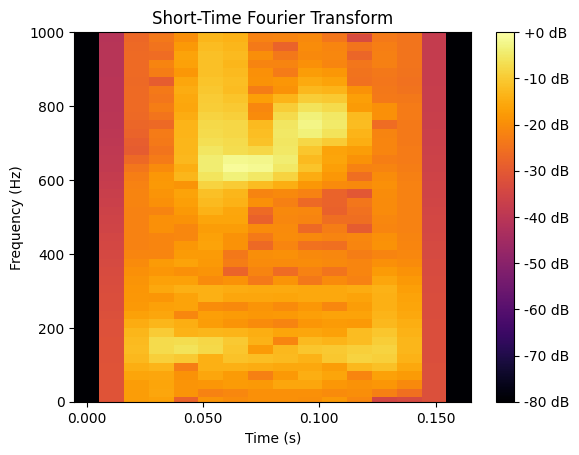 Short-Time Fourier Transform
1000
800
600
400
200
0
Frequency (Hz)
0.000
0.050
0.100
0.150
Time (s)
+0 dB
-10 dB
-20 dB
-30 dB
-40 dB
-50 dB
-60 dB
-70 dB
-80 dB